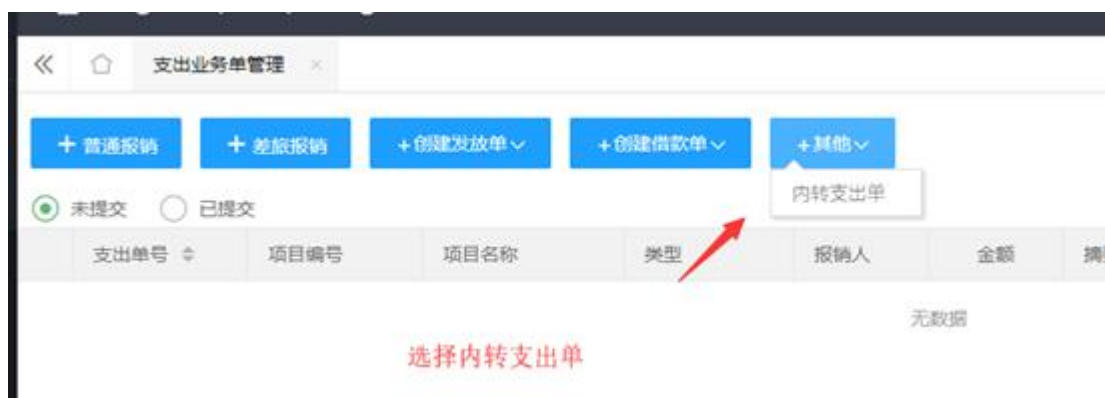 支出业务单管理 ×
+ 普通报销 + 差旅报销 +创建发放单 +创建借款单 +其他
内转支出单
未提交 已提交
支出单号 项目编号 项目名称 类型 报销人 金额 摘
无数据
选择内转支出单